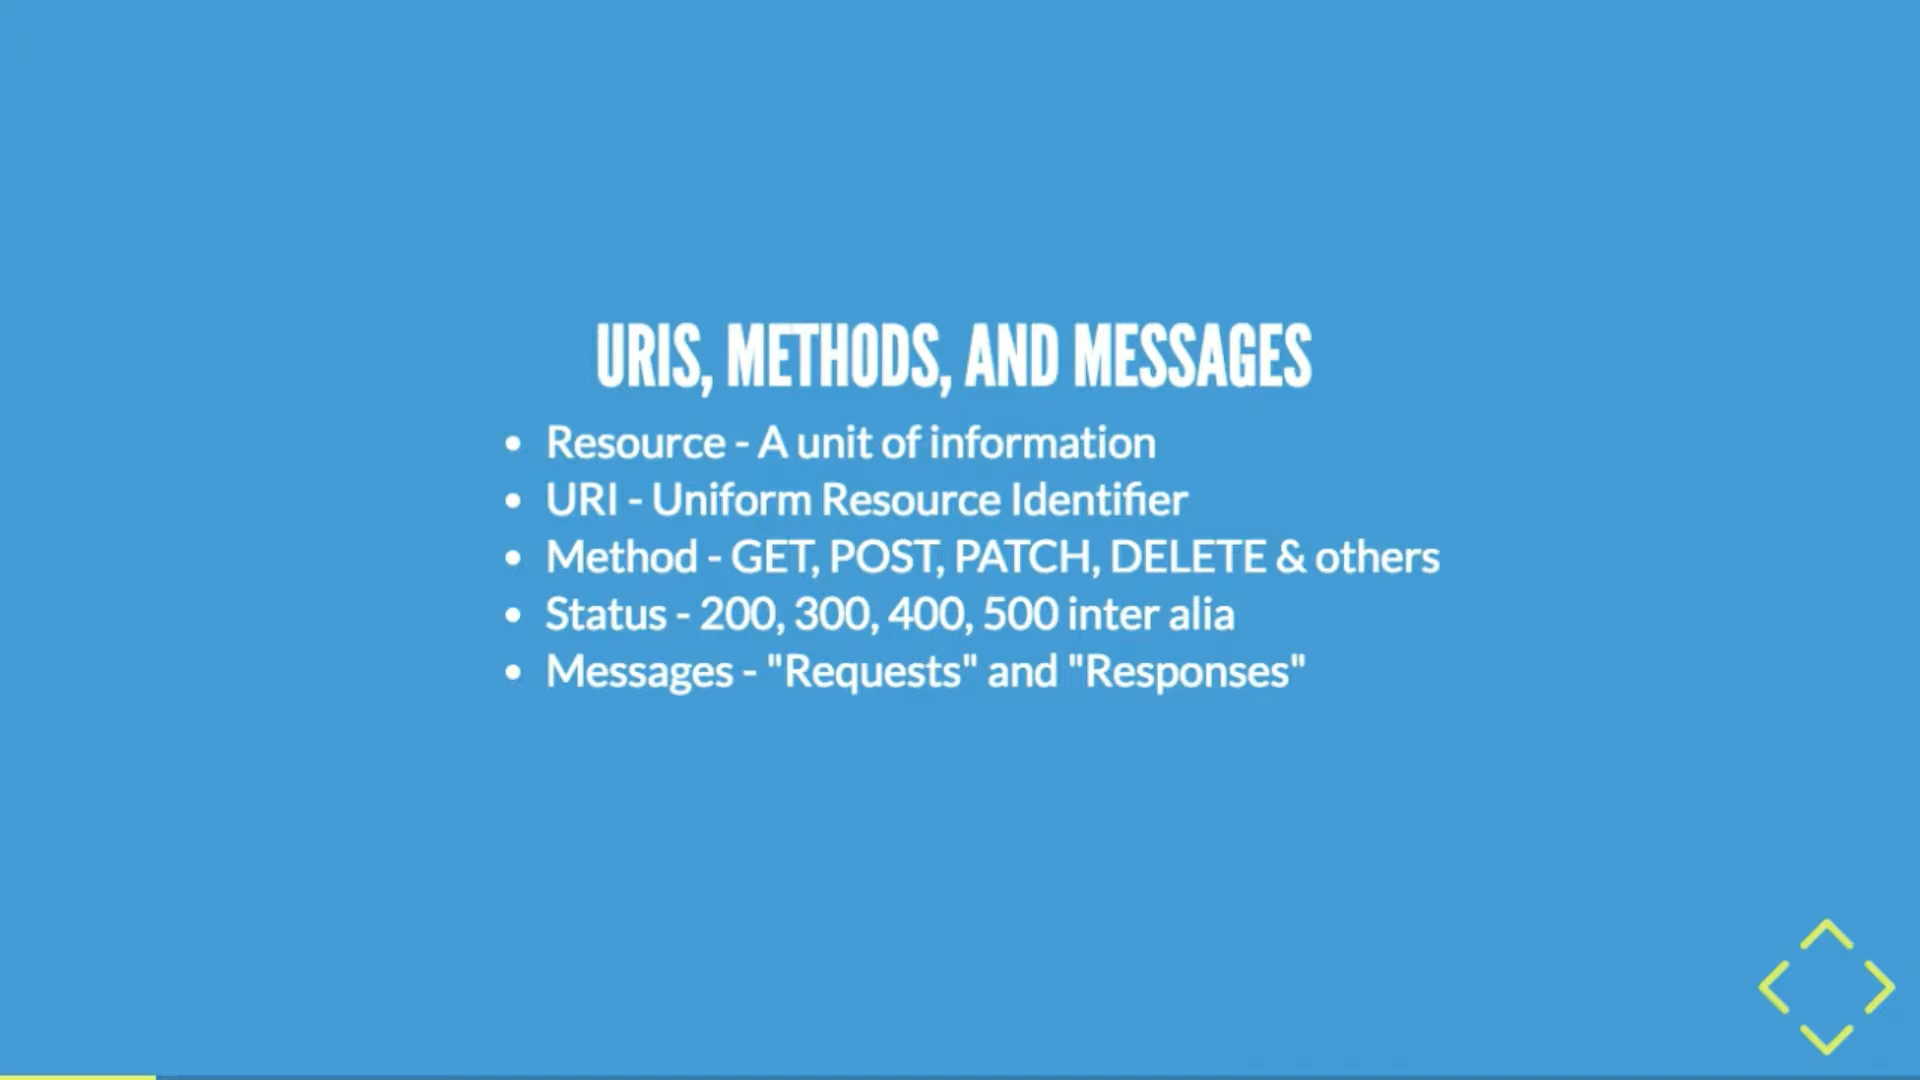 URIS, METHODS, AND MESSAGES
• Resource - A unit of information
• URI - Uniform Resource Identifier
• Method - GET, POST, PATCH, DELETE & others
• Status - 200, 300, 400, 500 inter alia
• Messages - "Requests" and "Responses"